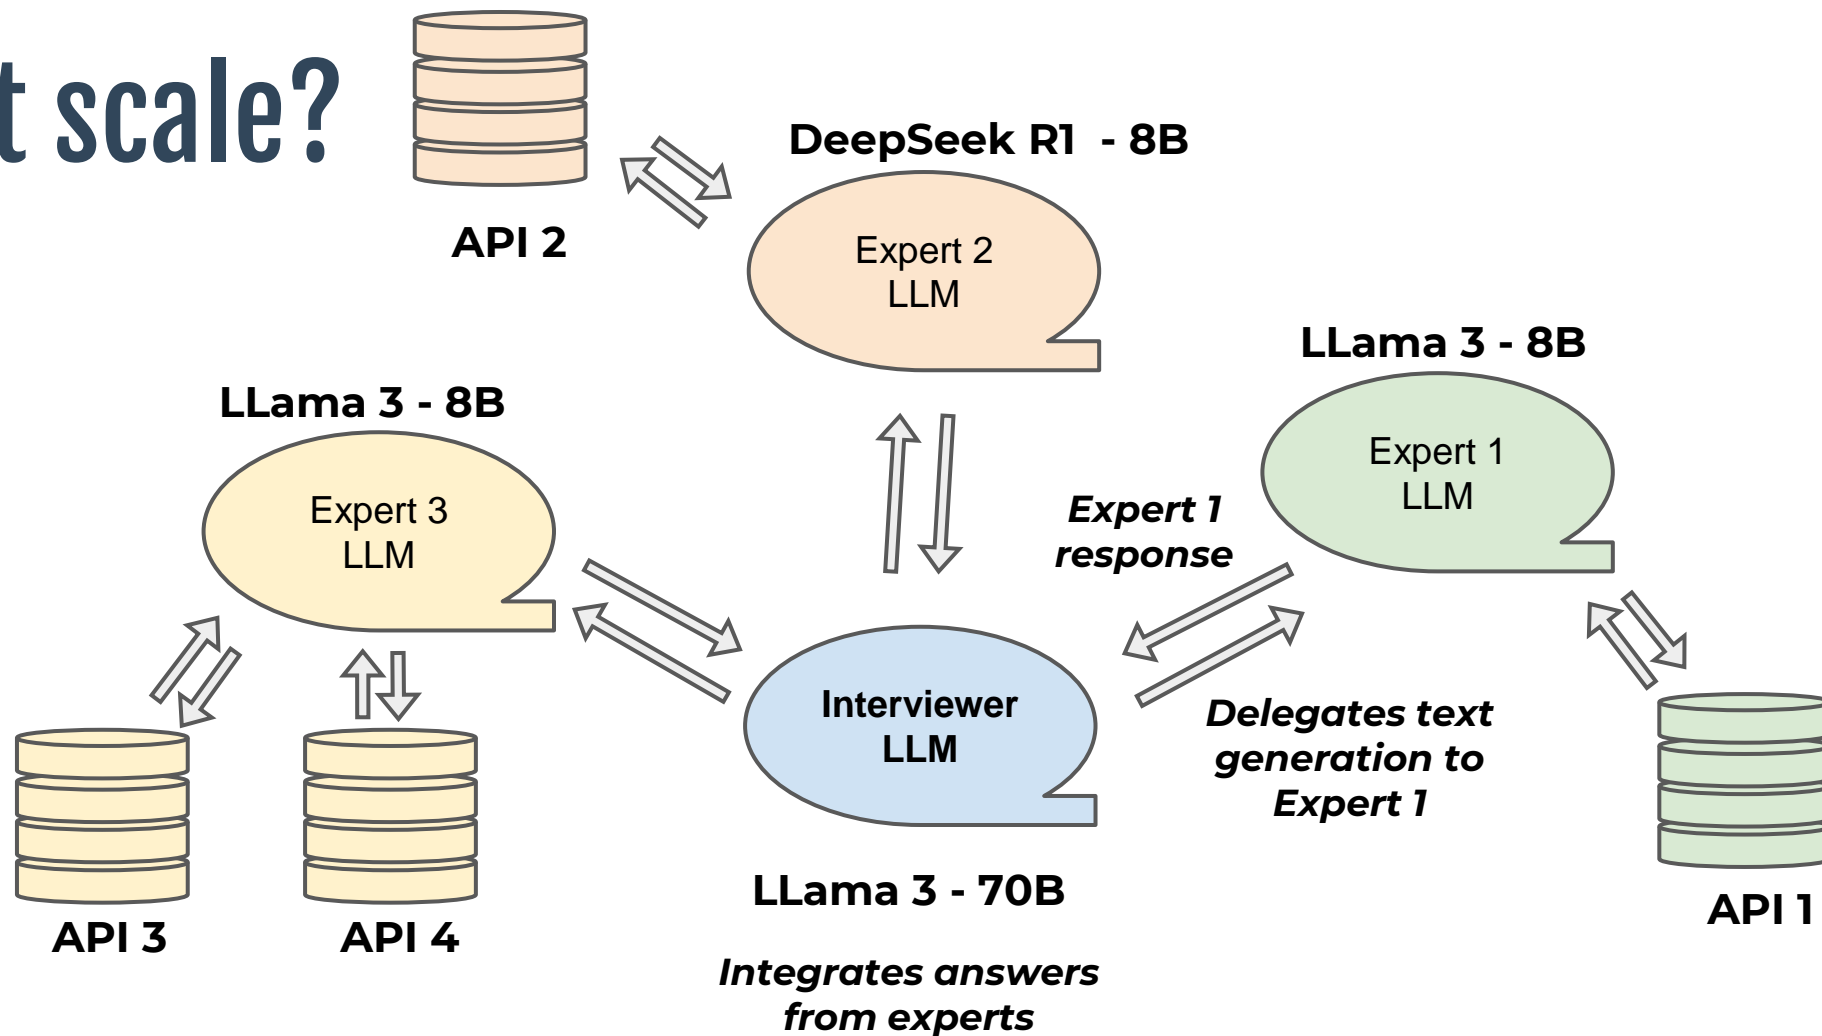 t scale?
API 2
DeepSeek R1 - 8B
Expert 2
LLM
LLama 3 - 8B
Expert 1
LLM
LLama 3 - 8B
Expert 3
LLM
Expert 1
response
Interviewer
LLM
Delegates text
generation to
Expert 1
LLama 3 - 70B
API 1
API 3
API 4
Integrates answers
from experts